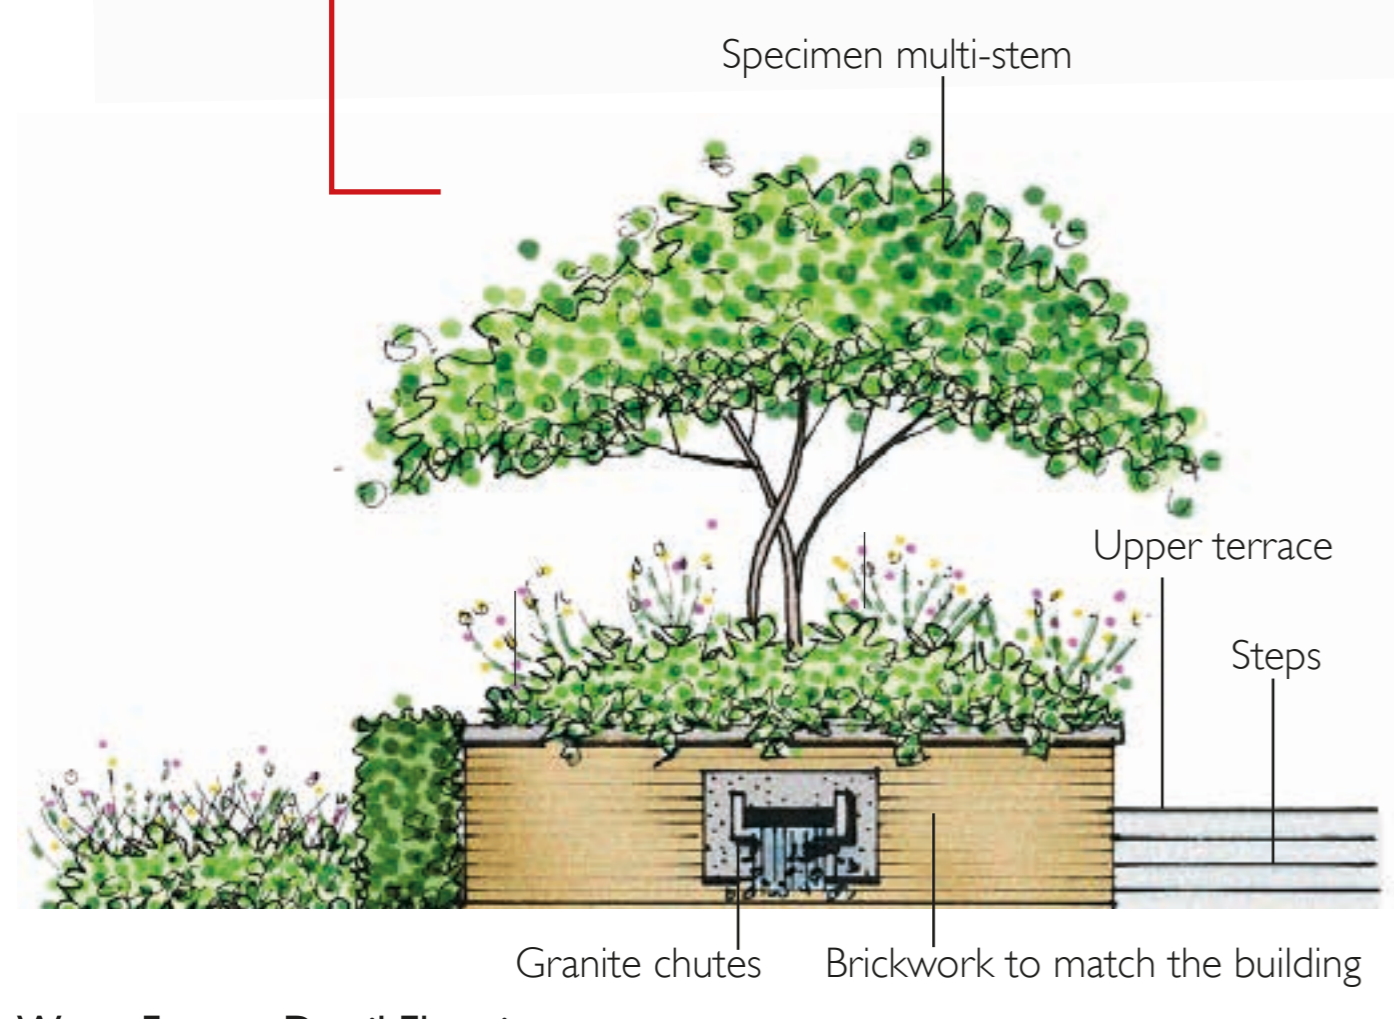 Specimen multi-stem
Upper terrace
Steps
Granite chutes
Brickwork to match the building